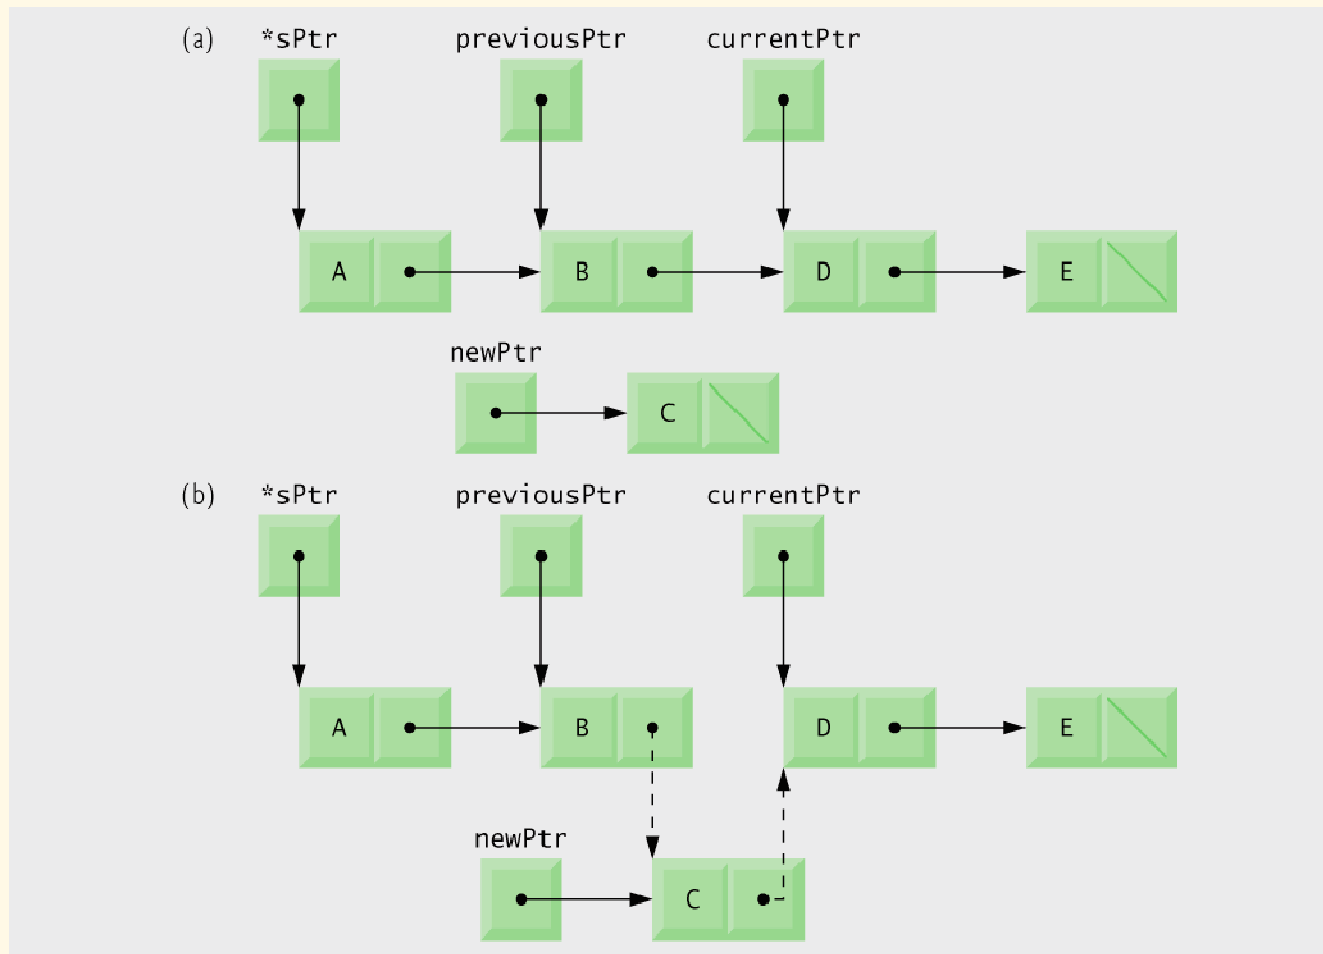 (a) *sPtr previousPtr currentPtr
A B D E
newPtr
C
(b) *sPtr previousPtr currentPtr
A B D E
newPtr
C